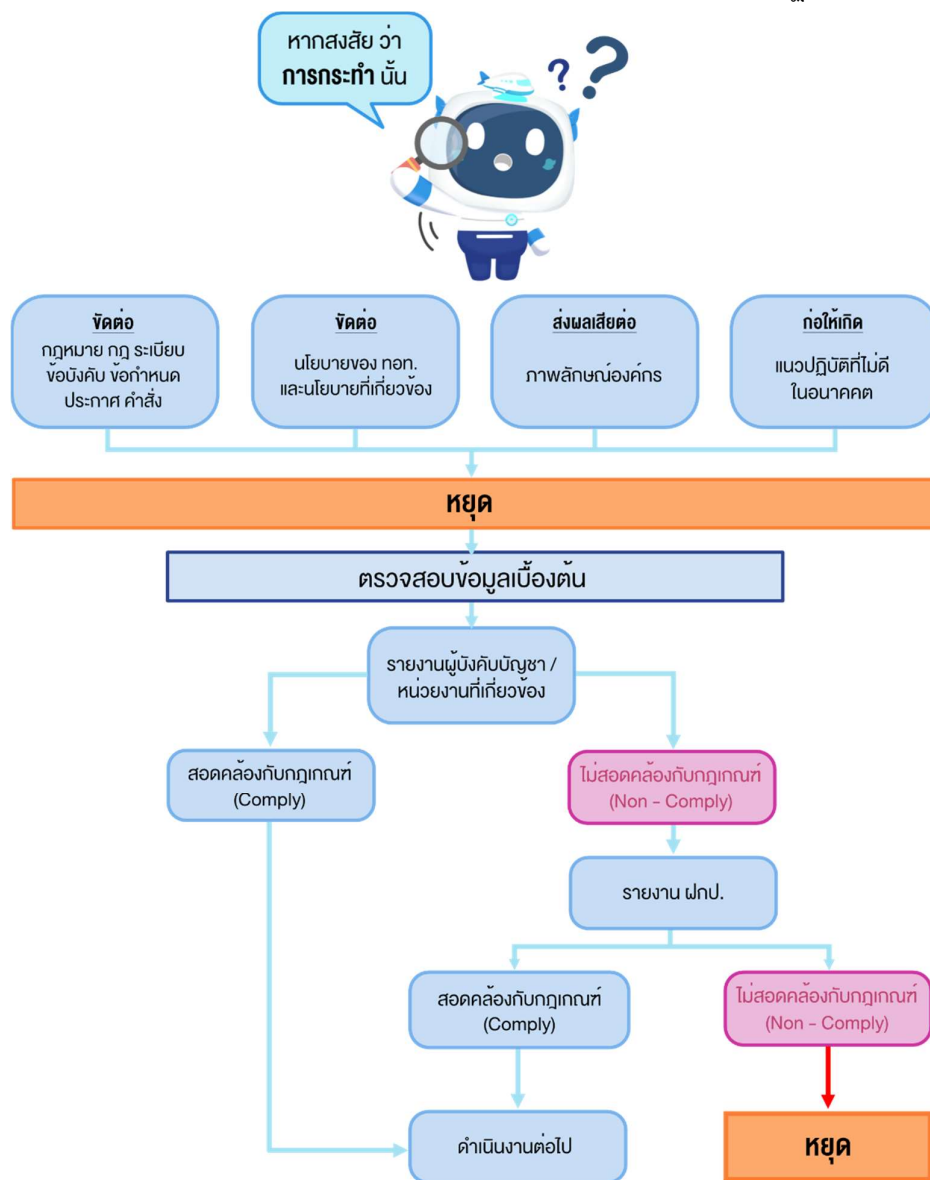 หากสงสัย ว่า
การกระทำ นั้น
? ?
ขัดต่อ
กฎหมาย กฎ ระเบียบ
ข้อบังคับ ข้อกำหนด
ประกาศ คำสั่ง
ขัดต่อ
นโยบายของ ทอท.
และนโยบายที่เกี่ยวข้อง
ส่งผลเสียต่อ
ภาพลักษณ์องค์กร
ก่อให้เกิด
แนวปฏิบัติที่ไม่ดี
ในอนาคต
หยุด
ตรวจสอบข้อมูลเบื้องต้น
รายงานผู้บังคับบัญชา /
หน่วยงานที่เกี่ยวข้อง
สอดคล้องกับกฎเกณฑ์
(Comply)
ไม่สอดคล้องกับกฎเกณฑ์
(Non - Comply)
รายงาน ฝกป.
สอดคล้องกับกฎเกณฑ์
(Comply)
ไม่สอดคล้องกับกฎเกณฑ์
(Non - Comply)
ดำเนินงานต่อไป
หยุด